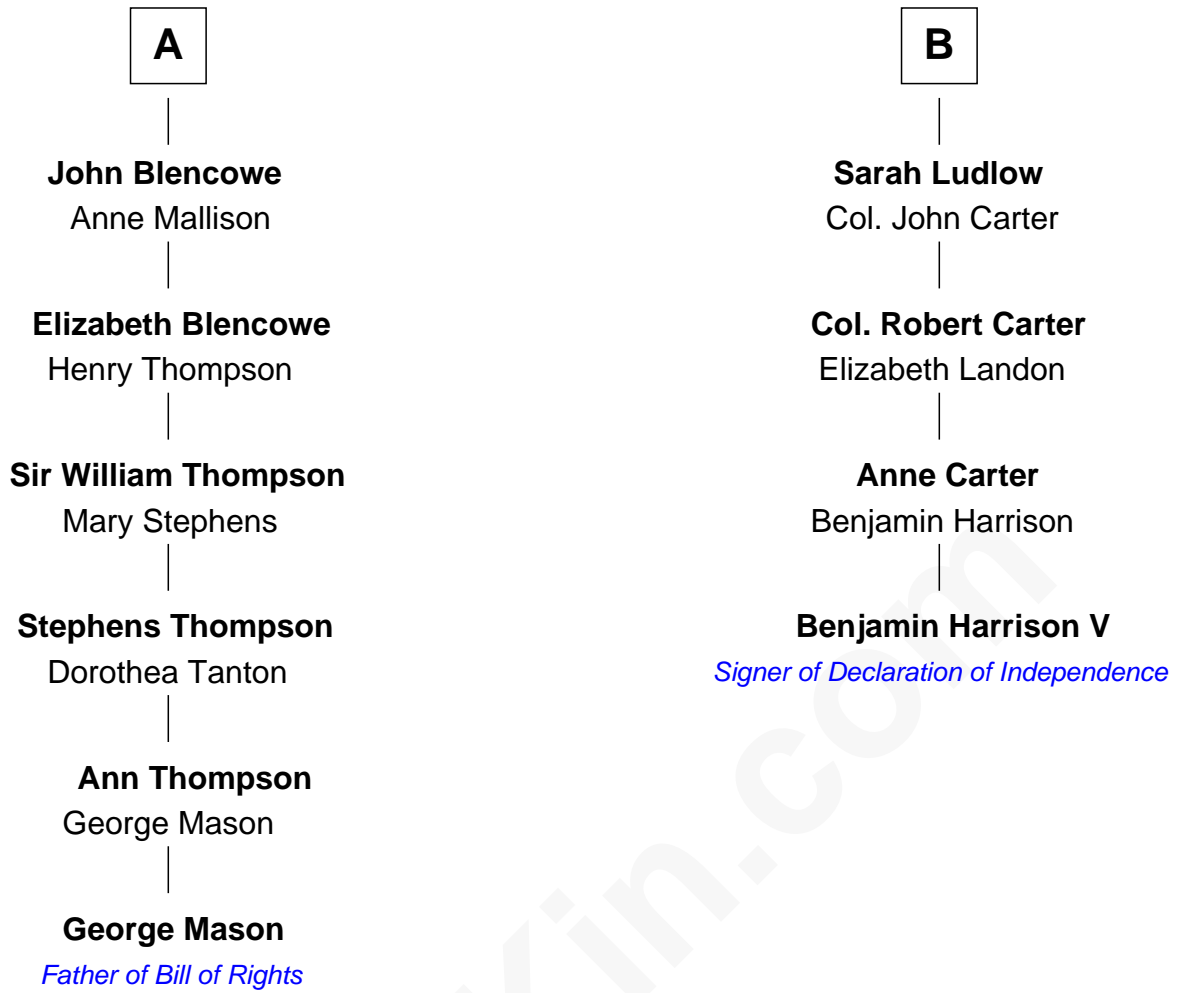 A
John Blencowe
Anne Mallison
Elizabeth Blencowe
Henry Thompson
Sir William Thompson
Mary Stephens
Stephens Thompson
Dorothea Tanton
Ann Thompson
George Mason
George Mason
Father of Bill of Rights
B
Sarah Ludlow
Col. John Carter
Col. Robert Carter
Elizabeth Landon
Anne Carter
Benjamin Harrison
Benjamin Harrison V
Signer of Declaration of Independence
Kin.com